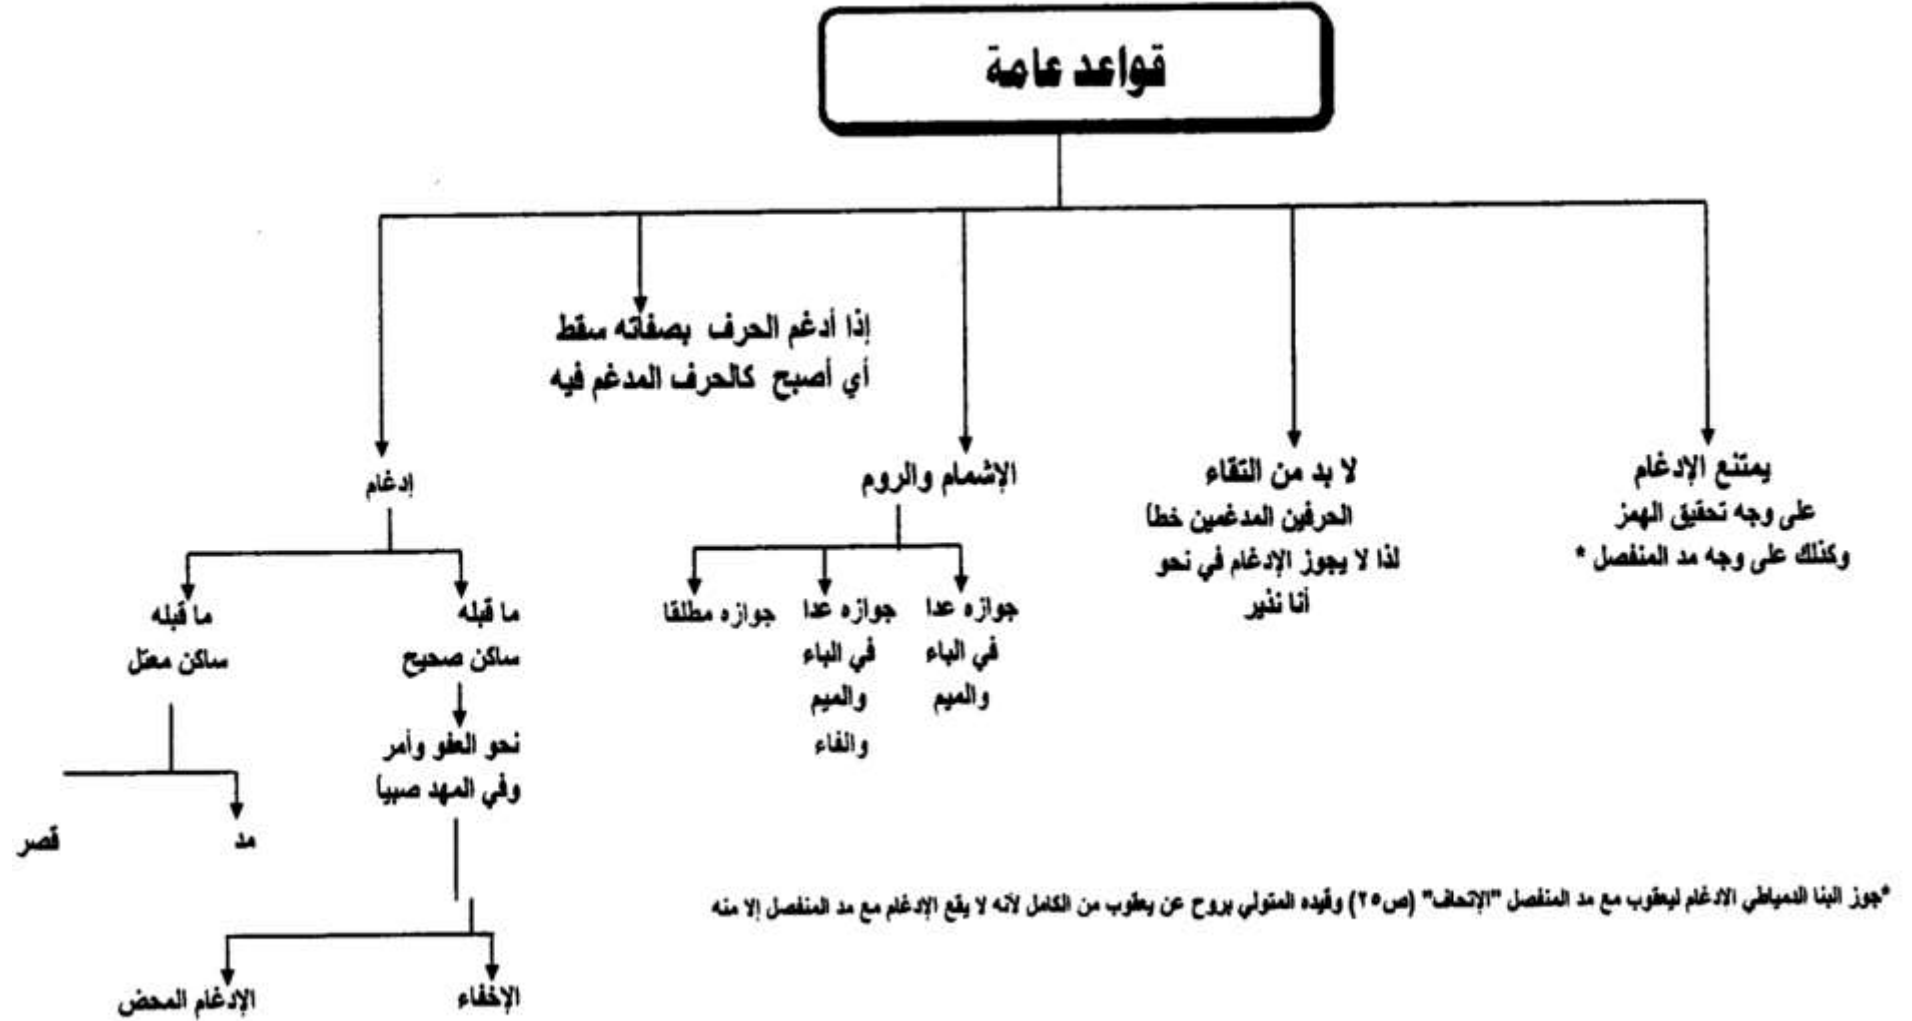 قواعد عامة
يمتنع الإدغام
على وجه تحقيق الهمز
وكذلك على وجه مد المنفصل *
لا بد من التقاء
الحرفين المدغمين خطا
لذا لا يجوز الإدغام في نحو
أنا نذير
الإشمام والروم
جوازه عدا
في الباء
والميم
جوازه عدا
في الباء
والميم
والفاء
جوازه مطلقا
إذا أدغم الحرف بصفاته سقط
أي أصبح كالحرف المدغم فيه
إدغام
ما قبله
ساكن صحيح
نحو العفو وأمر
وفي المهد صبيا
الإخفاء
الإدغام المحض
ما قبله
ساكن معتل
مد
قصر
*جوز البنا الدمياطي الادغام ليعقوب مع مد المنفصل "الإتحاف" (ص٢٥) وقيده المتولي بروح عن يعقوب من الكامل لأنه لا يقع الإدغام مع مد المنفصل إلا منه